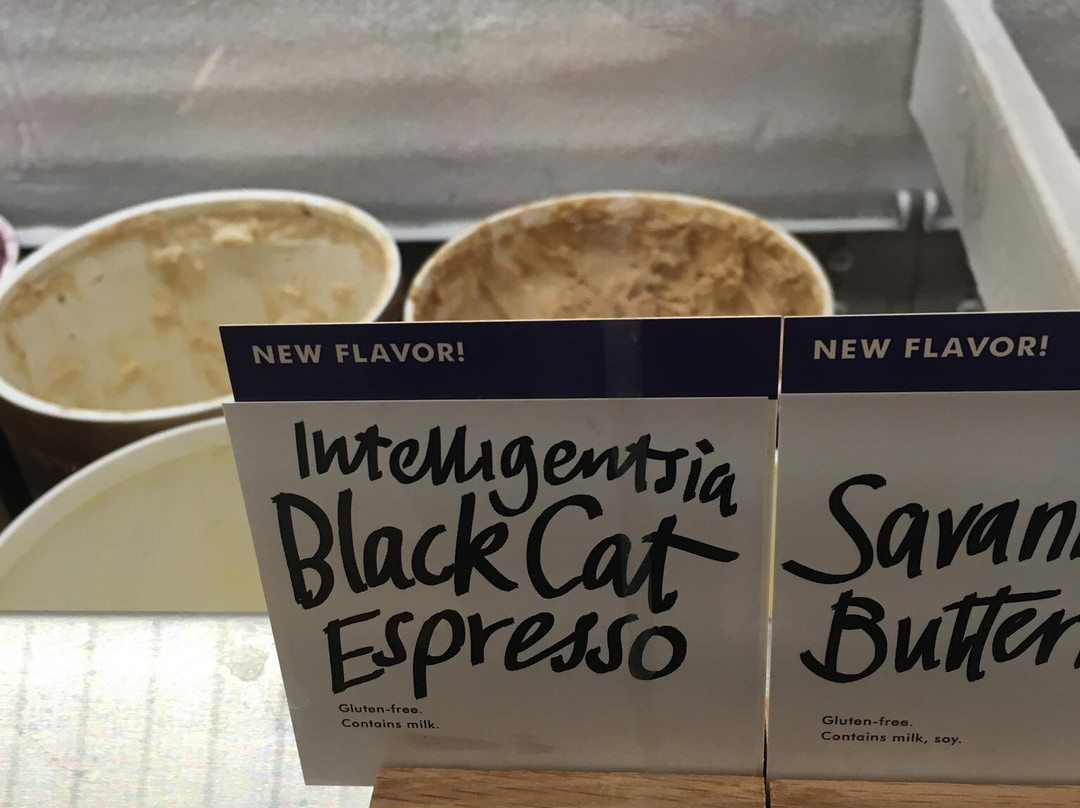 NEW FLAVOR!
Intelligentsia
Black Cat
Espresso
Gluten-free.
Contains milk.
NEW FLAVOR!
Gluten-free.
Contains milk, soy.